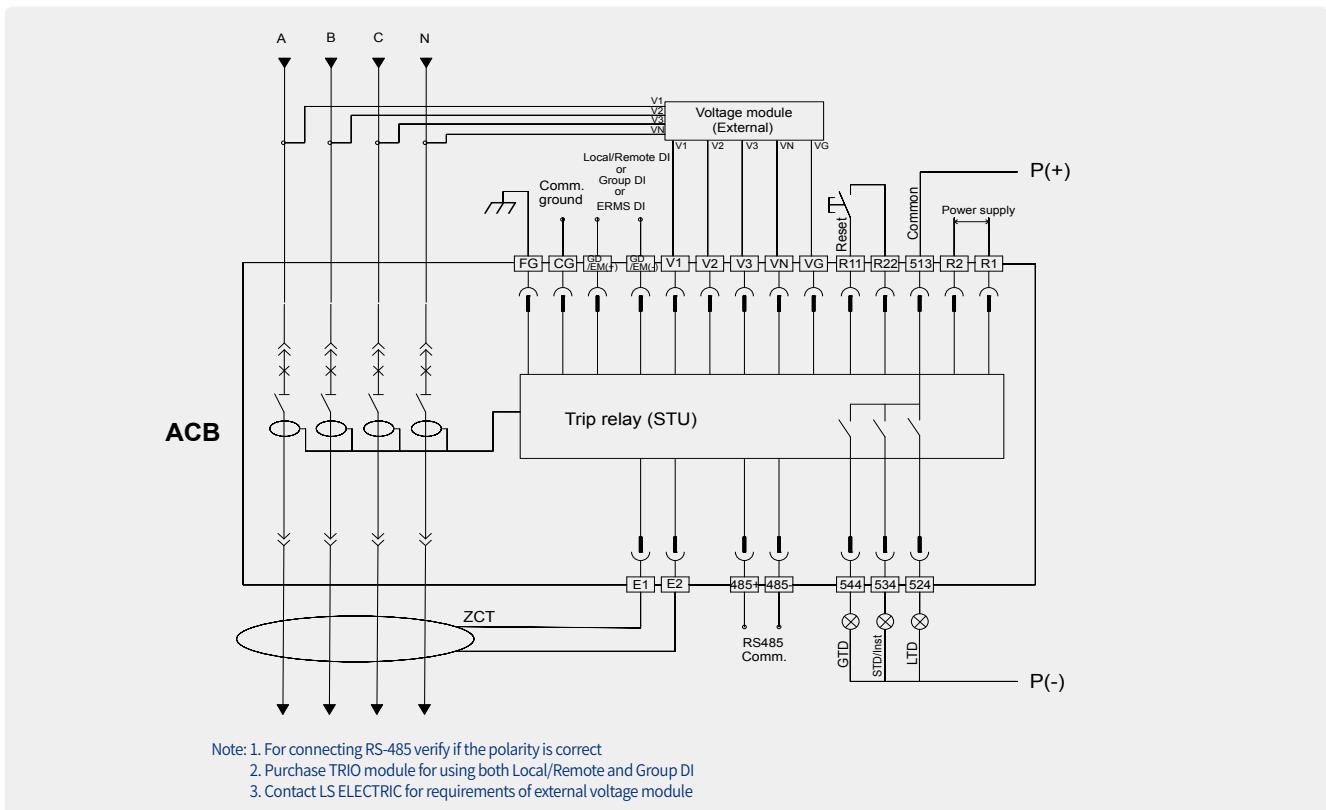 A B C N
V1
V2
V3
VN
Voltage module
(External)
V1 V2 V3 VN VG
Local/Remote DI
or
Group DI
or
ERMS DI
Comm.
ground
Reset
Common
P(+)
Power supply
FG CG GD/EM(+) GD/EM(-) V1 V2 V3 VN VG R11 R22 513 R2 R1
ACB
Trip relay (STU)
E1 E2 485+ 485- 544 534 524
ZCT
RS485
Comm.
GTD
STD/Inst
LTD
P(-)
Note: 1. For connecting RS-485 verify if the polarity is correct
2. Purchase TRIO module for using both Local/Remote and Group DI
3. Contact LS ELECTRIC for requirements of external voltage module